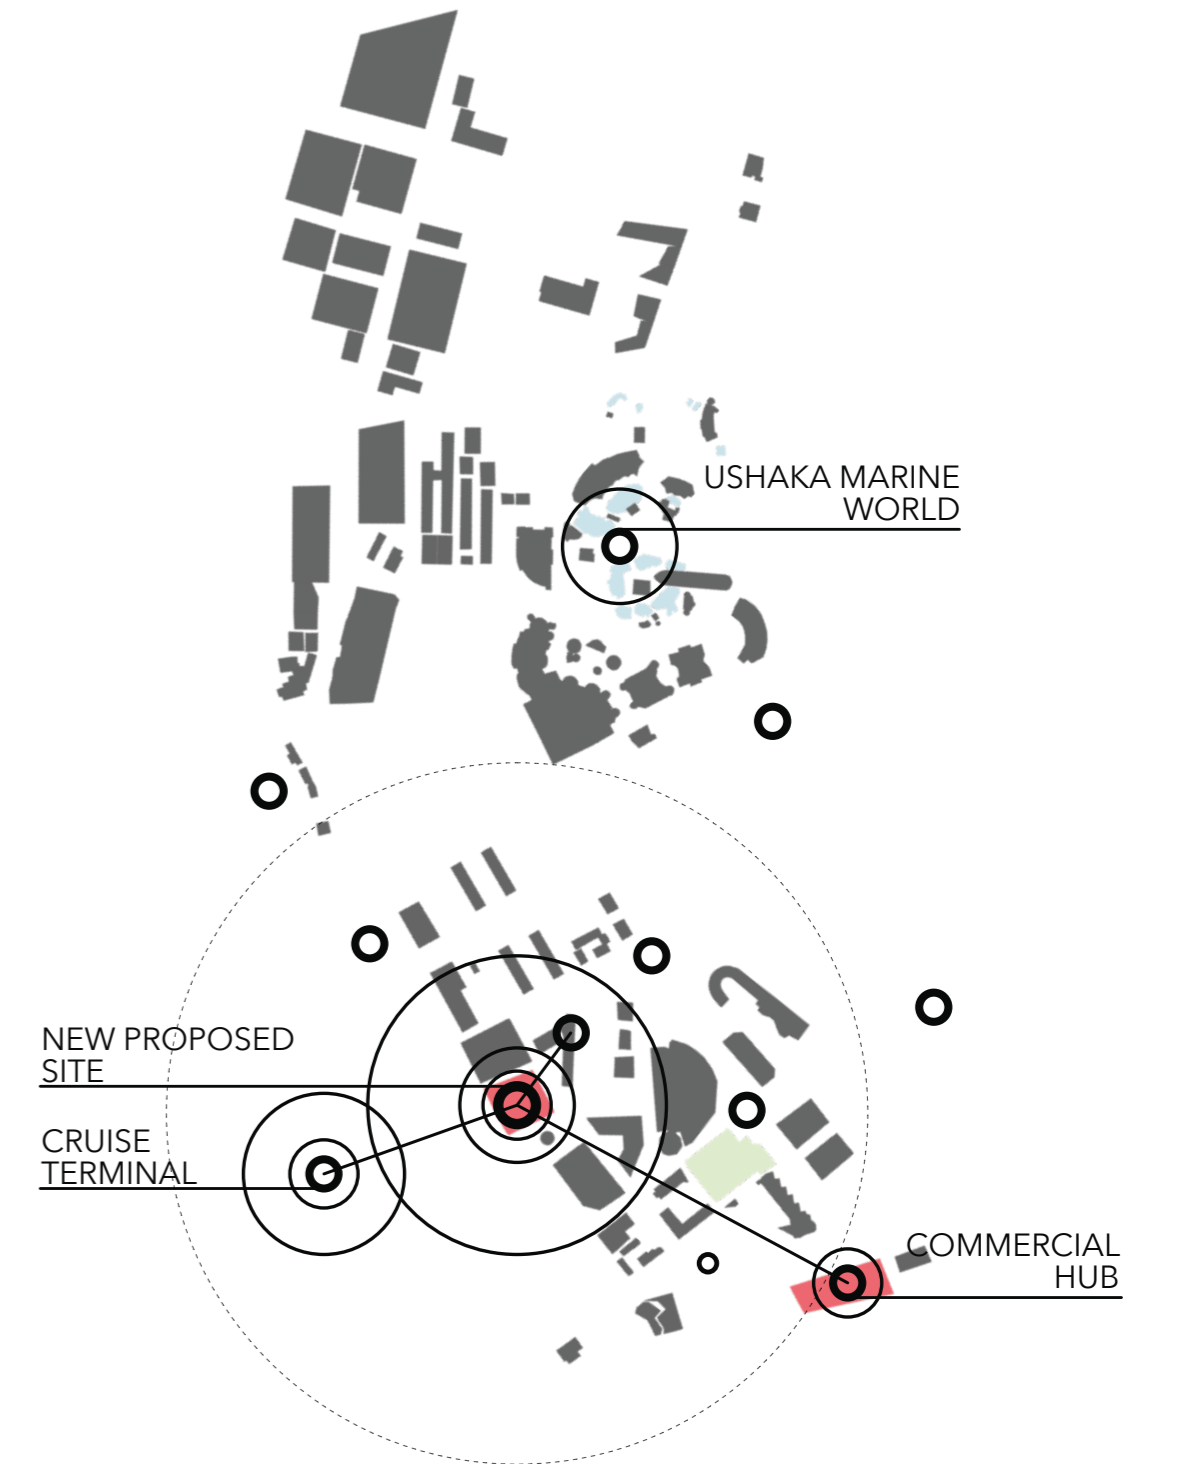 USHAKA MARINE
WORLD
NEW PROPOSED
SITE
CRUISE
TERMINAL
COMMERCIAL
HUB